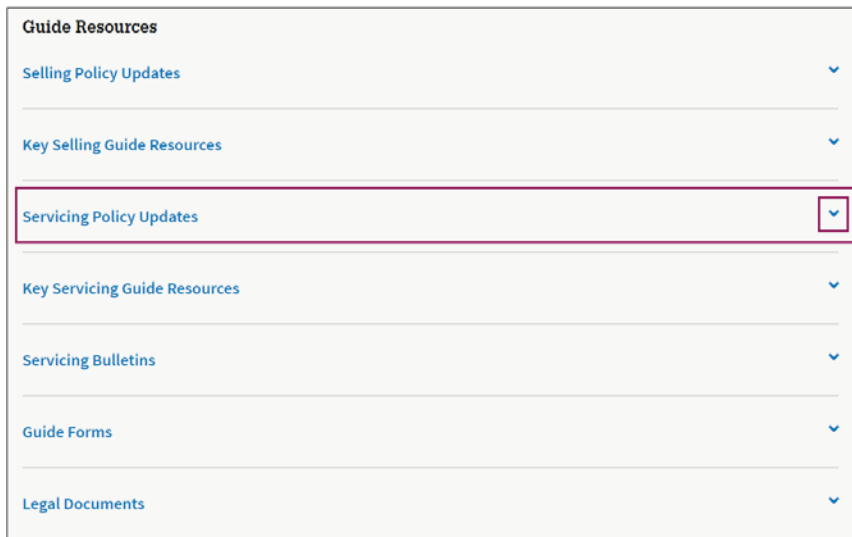 Guide Resources
Selling Policy Updates
Key Selling Guide Resources
Servicing Policy Updates
Key Servicing Guide Resources
Servicing Bulletins
Guide Forms
Legal Documents